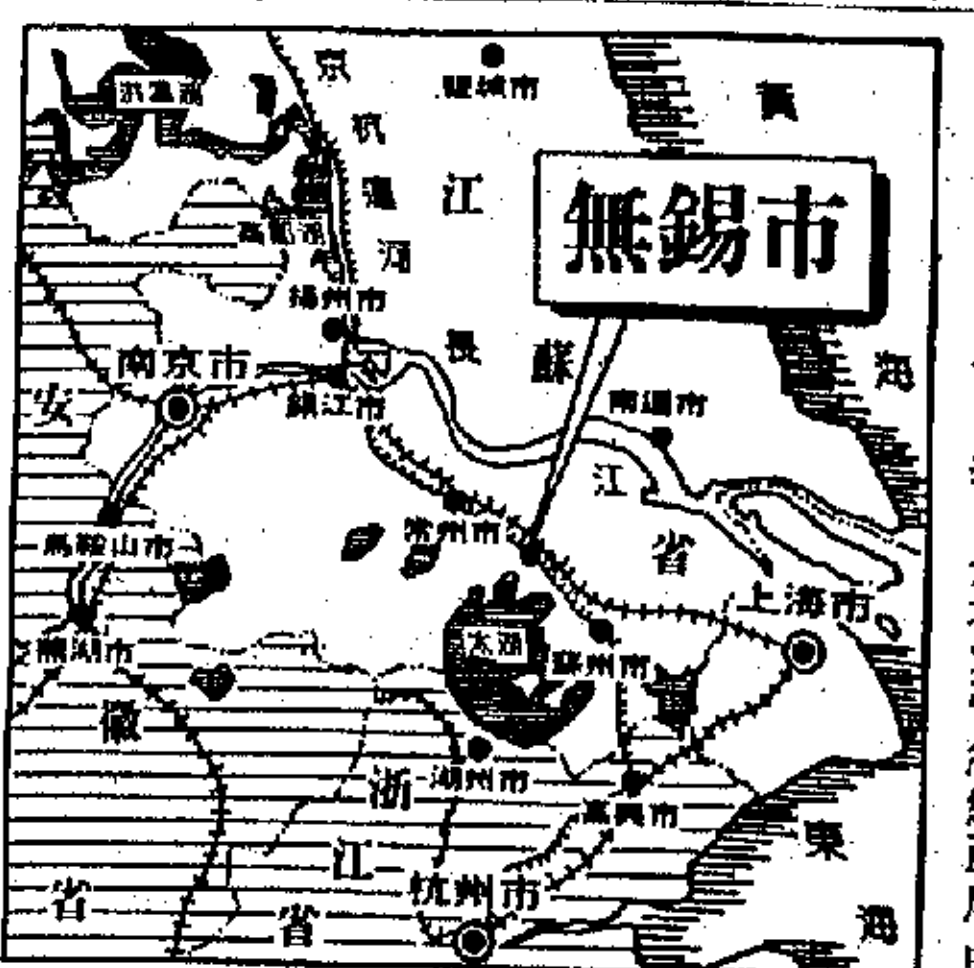 洪澤湖
京杭運河
鹽城市
黃海
江蘇省
無錫市
高郵湖
揚州市
長江
南京市
鎮江市
南通市
安徽省
常州市
馬鞍山市
上海市
蕪湖市
太湖
蘇州市
湖州市
浙江省
嘉興市
杭州市
東海